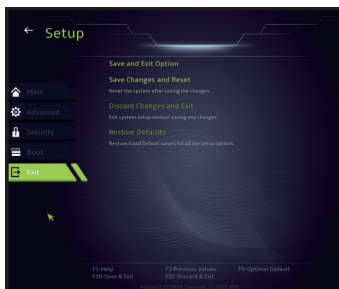 Setup
Save and Exit Option
Save Changes and Reset
Reset the system after saving the changes.
Main
Discard Changes and Exit
Advanced
Exit system setup without saving any changes.
Security
Restore Defaults
Restore/Load Default values for all the setup options.
Boot
Exit
F1-Help F3-Previous Values F9-Optimal Default
F10-Save & Exit ESC-Discard & Exit